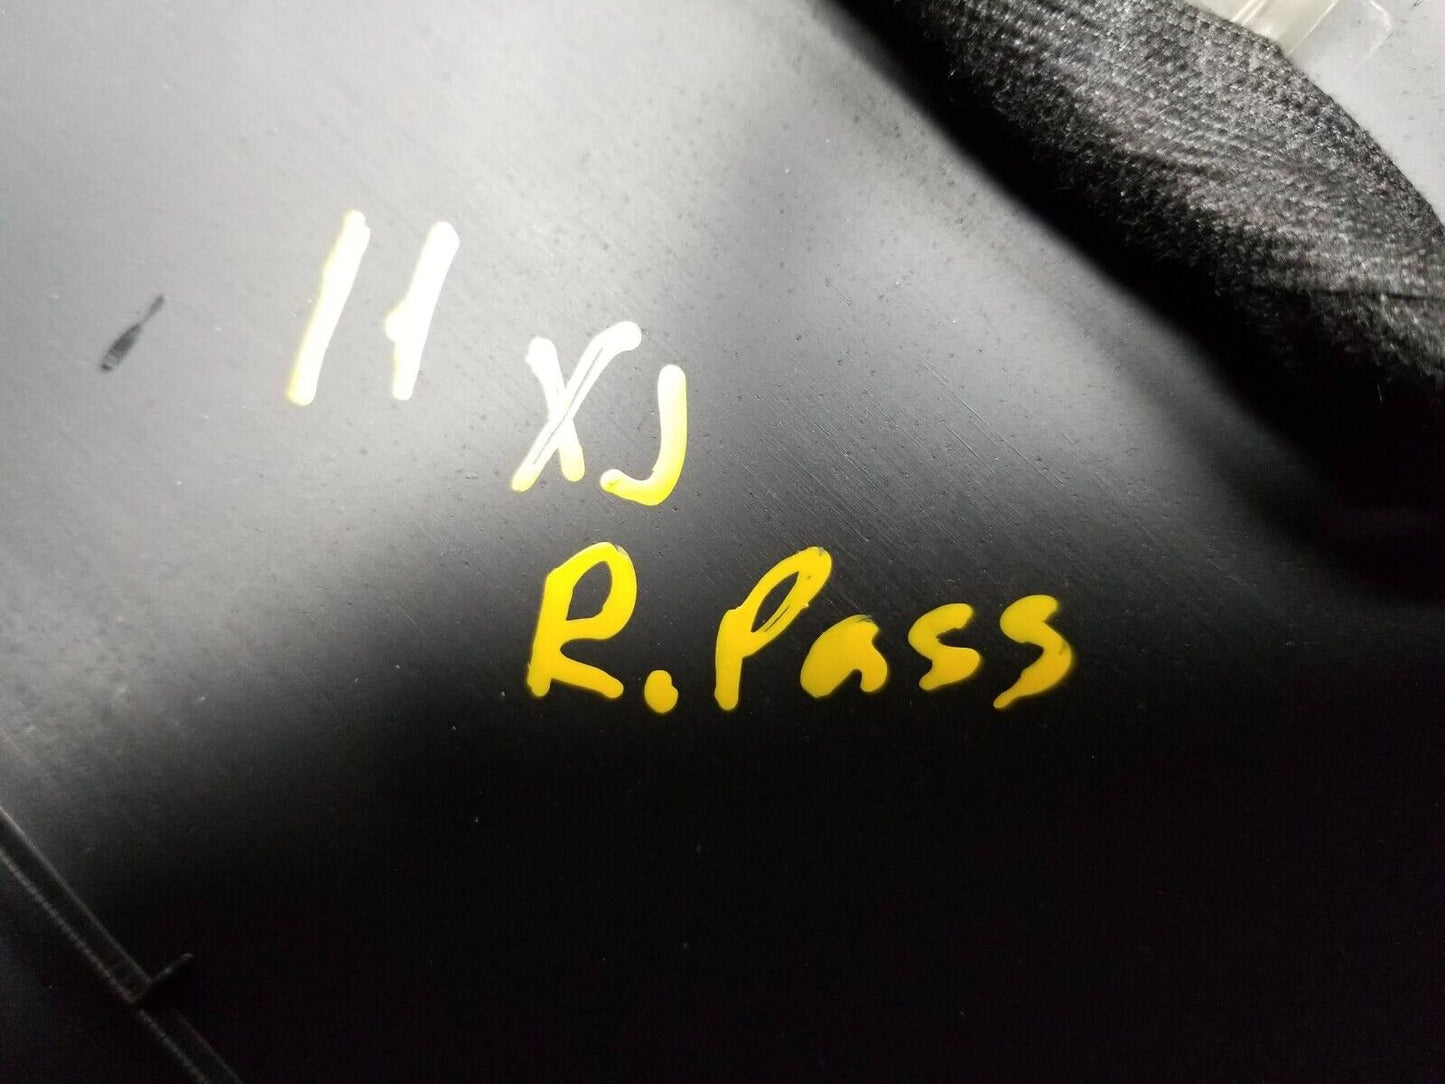 11 XJ
R. Pass